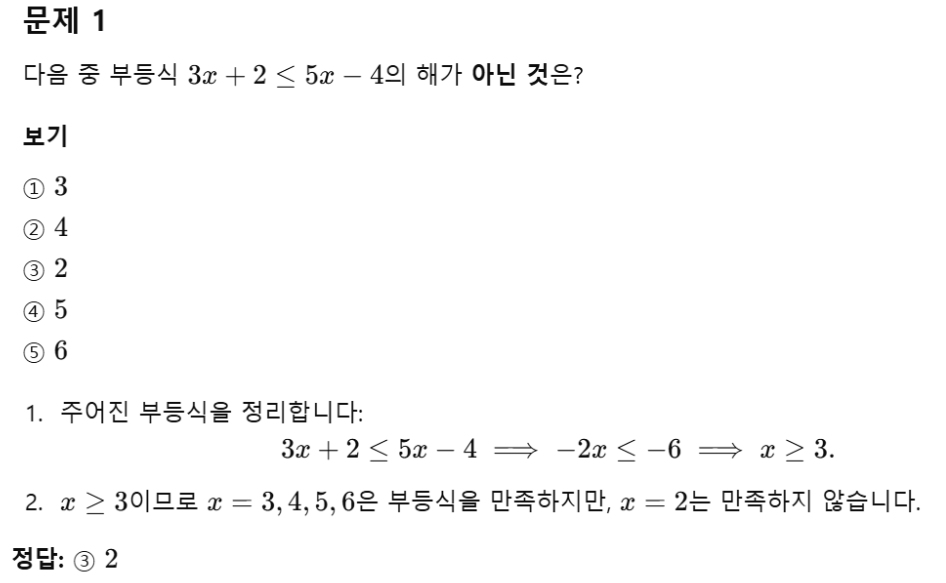 문제 1
다음 중 부등식 3x + 2 ≤ 5x − 4의 해가 아닌 것은?
보기
① 3
② 4
③ 2
④ 5
⑤ 6
1. 주어진 부등식을 정리합니다:
3x + 2 ≤ 5x − 4 ⟹ −2x ≤ −6 ⟹ x ≥ 3.
2. x ≥ 3이므로 x = 3, 4, 5, 6은 부등식을 만족하지만, x = 2는 만족하지 않습니다.
정답: ③ 2